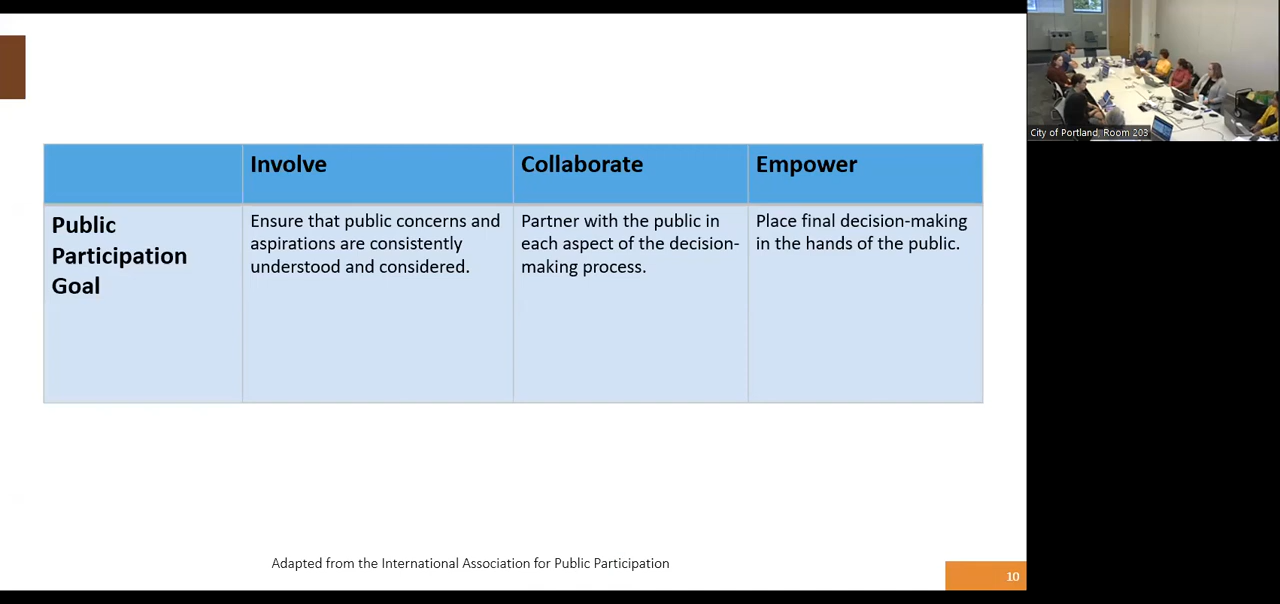 Involve
Collaborate
Empower
Public
Participation
Goal
Ensure that public concerns and
aspirations are consistently
understood and considered.
Partner with the public in
each aspect of the decision-
making process.
Place final decision-making
in the hands of the public.
Adapted from the International Association for Public Participation
10
City of Portland, Room 203